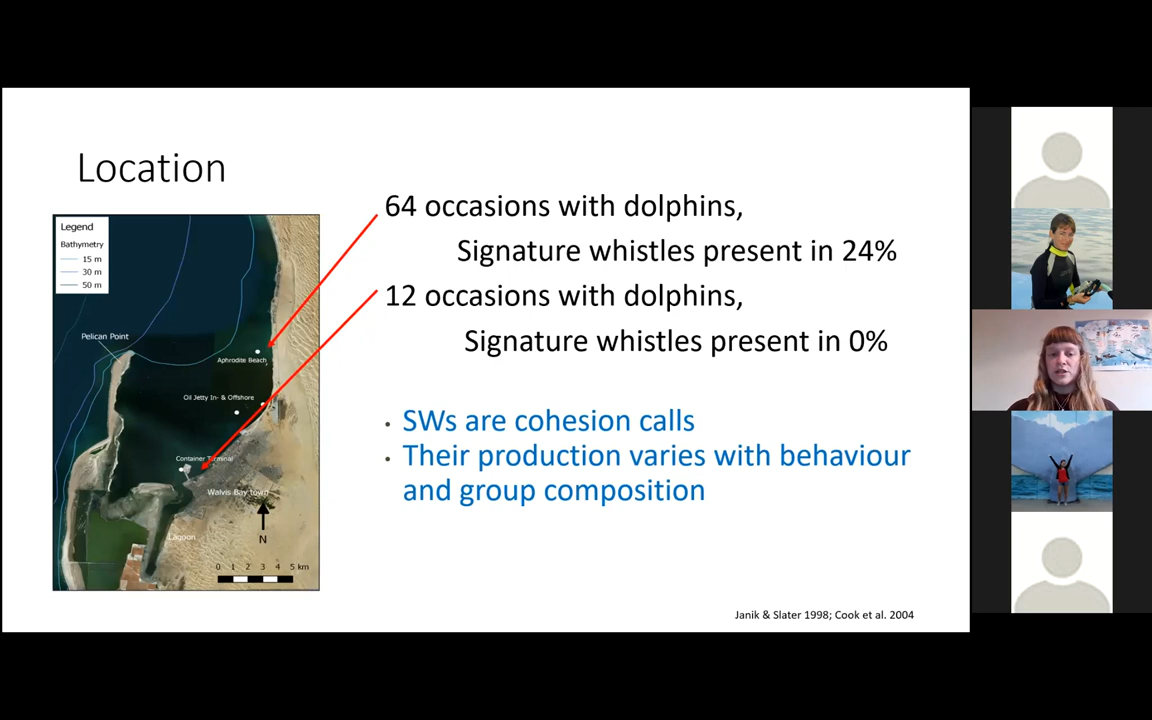 Location
64 occasions with dolphins,
Signature whistles present in 24%
12 occasions with dolphins,
Signature whistles present in 0%
• SWs are cohesion calls
• Their production varies with behaviour
and group composition
Legend
Bathymetry
15 m
30 m
50 m
Pelican Point
Aphrodite Beach
Oil Jetty In- & Offshore
Container Terminal
Walvis Bay town
Lagoon
N
0 1 2 3 4 5 km
Janik & Slater 1998; Cook et al. 2004